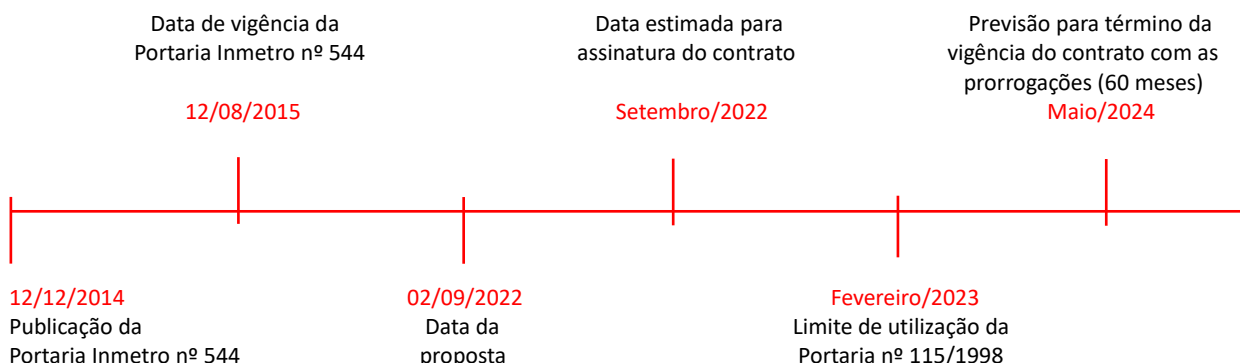 Data de vigência da
Portaria Inmetro nº 544
12/08/2015
Data estimada para
assinatura do contrato
Setembro/2022
Previsão para término da
vigência do contrato com as
prorrogações (60 meses)
Maio/2024
12/12/2014
Publicação da
Portaria Inmetro nº 544
02/09/2022
Data da
proposta
Fevereiro/2023
Limite de utilização da
Portaria nº 115/1998